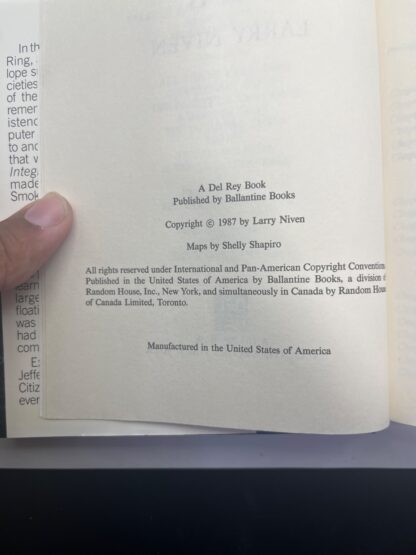 LARRY NIVEN
In th
Ring,
lope s
cieties
of the
remer
istenc
puter
to and
that w
Integ
made
Smok
large
floati
was
had
com
E
Jeffe
Citiz
ever
A Del Rey Book
Published by Ballantine Books
Copyright © 1987 by Larry Niven
Maps by Shelly Shapiro
All rights reserved under International and Pan-American Copyright Convention
Published in the United States of America by Ballantine Books, a division
Random House, Inc., New York, and simultaneously in Canada by Random Hou
of Canada Limited, Toronto.
Manufactured in the United States of America